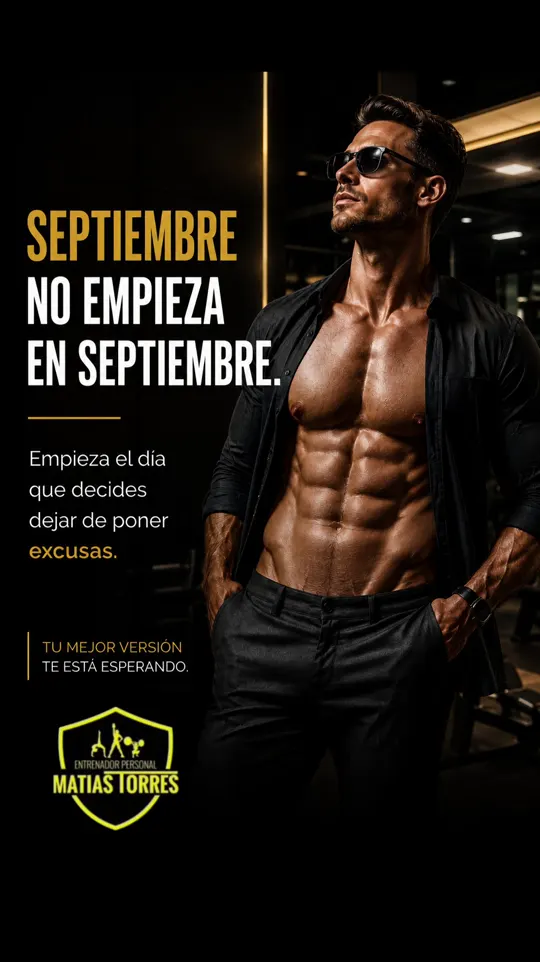 SEPTIEMBRE
NO EMPIEZA
EN SEPTIEMBRE.
Empieza el día
que decides
dejar de poner
excusas.
TU MEJOR VERSIÓN
TE ESTÁ ESPERANDO.
ENTRENADOR PERSONAL
MATIAS TORRES